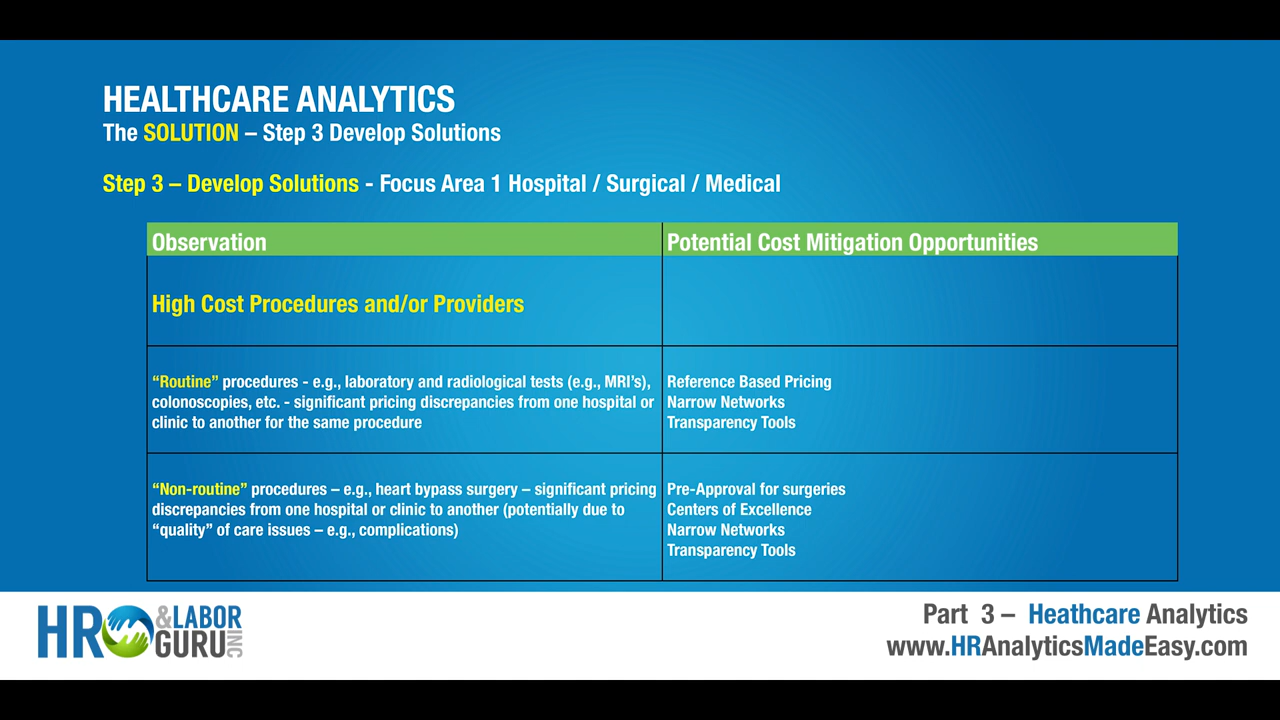 HEALTHCARE ANALYTICS
The SOLUTION – Step 3 Develop Solutions
Step 3 – Develop Solutions - Focus Area 1 Hospital / Surgical / Medical
Observation
Potential Cost Mitigation Opportunities
High Cost Procedures and/or Providers
“Routine” procedures - e.g., laboratory and radiological tests (e.g., MRI’s),
colonoscopies, etc. - significant pricing discrepancies from one hospital or
clinic to another for the same procedure
Reference Based Pricing
Narrow Networks
Transparency Tools
“Non-routine” procedures – e.g., heart bypass surgery – significant pricing
discrepancies from one hospital or clinic to another (potentially due to
“quality” of care issues – e.g., complications)
Pre-Approval for surgeries
Centers of Excellence
Narrow Networks
Transparency Tools
HR &LABOR
GURU INC
Part 3 – Heathcare Analytics
www.HRAnalyticsMadeEasy.com